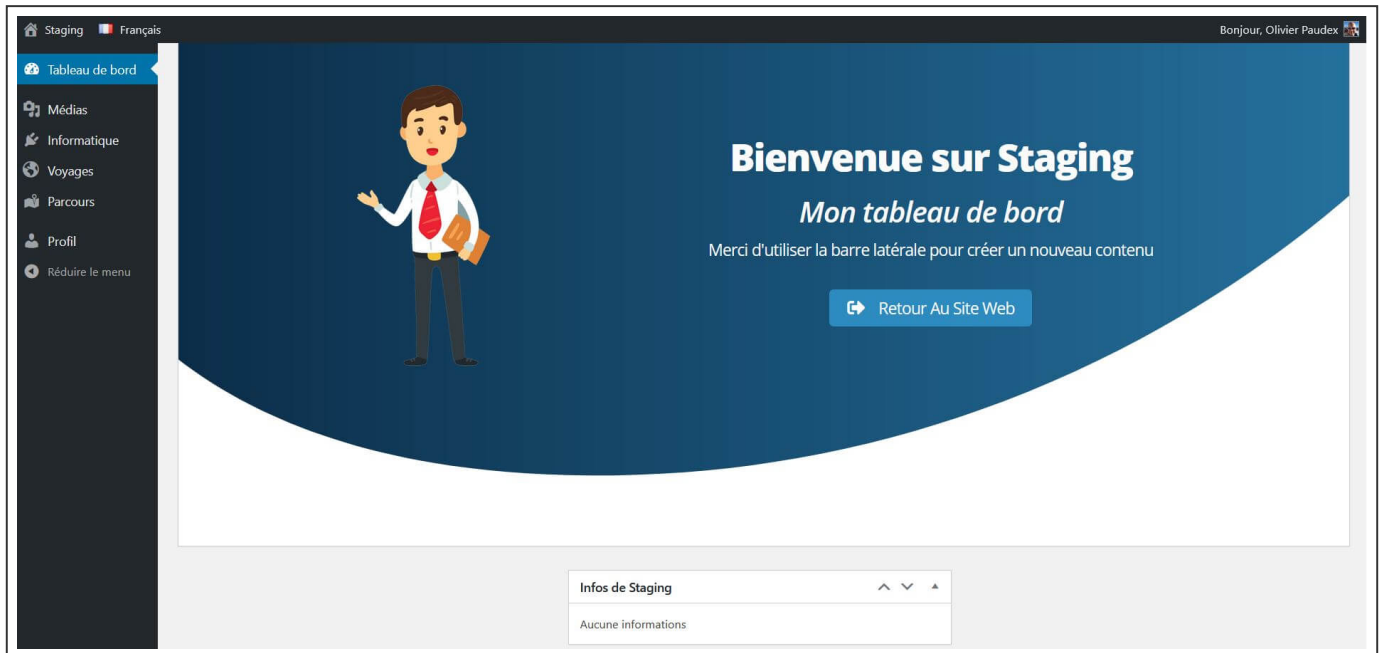 Staging Français Bonjour, Olivier Paudex
Tableau de bord
Médias
Informatique
Voyages
Parcours
Profil
Réduire le menu
Bienvenue sur Staging
Mon tableau de bord
Merci d'utiliser la barre latérale pour créer un nouveau contenu
Retour Au Site Web
Infos de Staging
Aucune informations